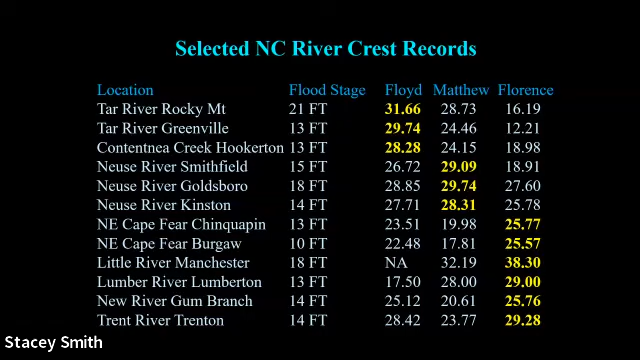 Selected NC River Crest Records
Location Flood Stage Floyd Matthew Florence
Tar River Rocky Mt 21 FT 31.66 28.73 16.19
Tar River Greenville 13 FT 29.74 24.46 12.21
Contentnea Creek Hookerton 13 FT 28.28 24.15 18.98
Neuse River Smithfield 15 FT 26.72 29.09 18.91
Neuse River Goldsboro 18 FT 28.85 29.74 27.60
Neuse River Kinston 14 FT 27.71 28.31 25.78
NE Cape Fear Chinquapin 13 FT 23.51 19.98 25.77
NE Cape Fear Burgaw 10 FT 22.48 17.81 25.57
Little River Manchester 18 FT NA 32.19 38.30
Lumber River Lumberton 13 FT 17.50 28.00 29.00
New River Gum Branch 14 FT 25.12 20.61 25.76
Trent River Trenton 14 FT 28.42 23.77 29.28
Stacey Smith